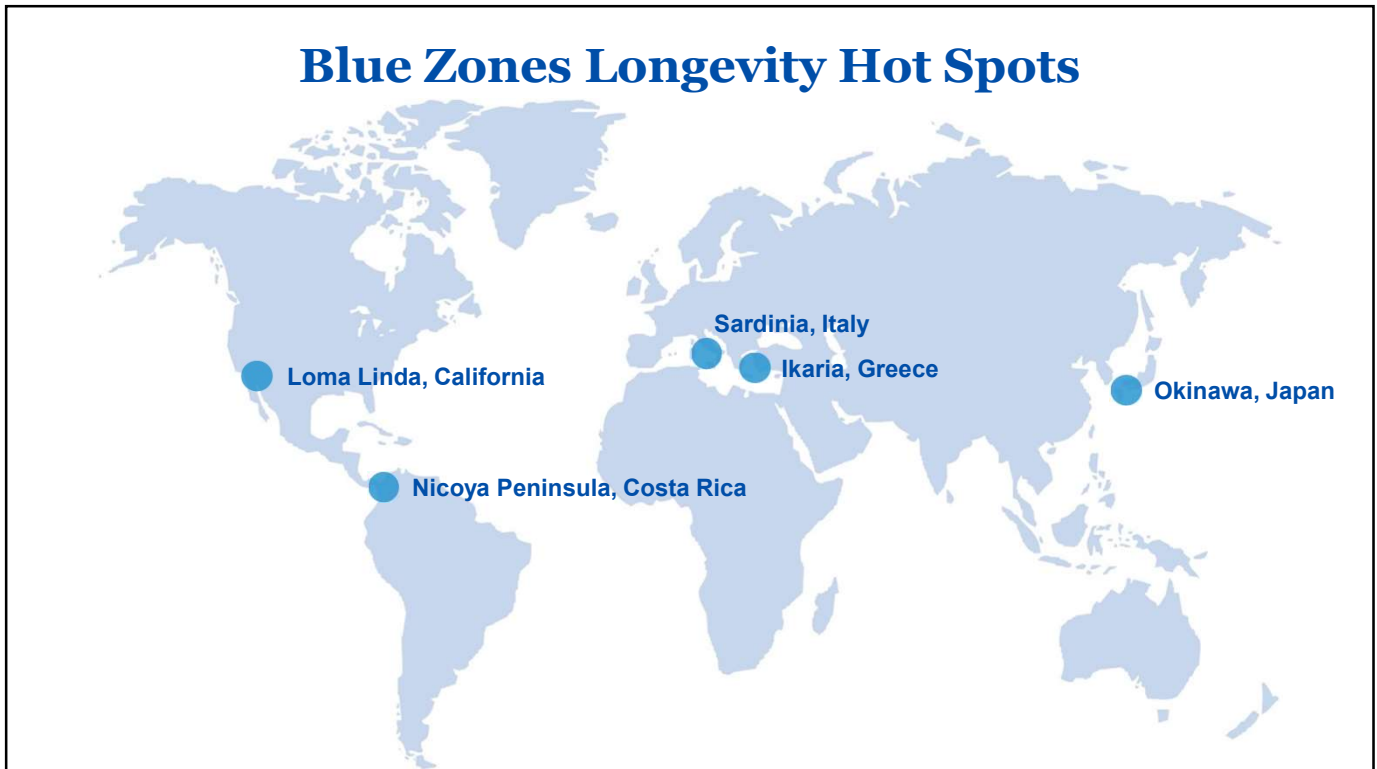 Blue Zones Longevity Hot Spots
Sardinia, Italy
Ikaria, Greece
Loma Linda, California
Okinawa, Japan
Nicoya Peninsula, Costa Rica